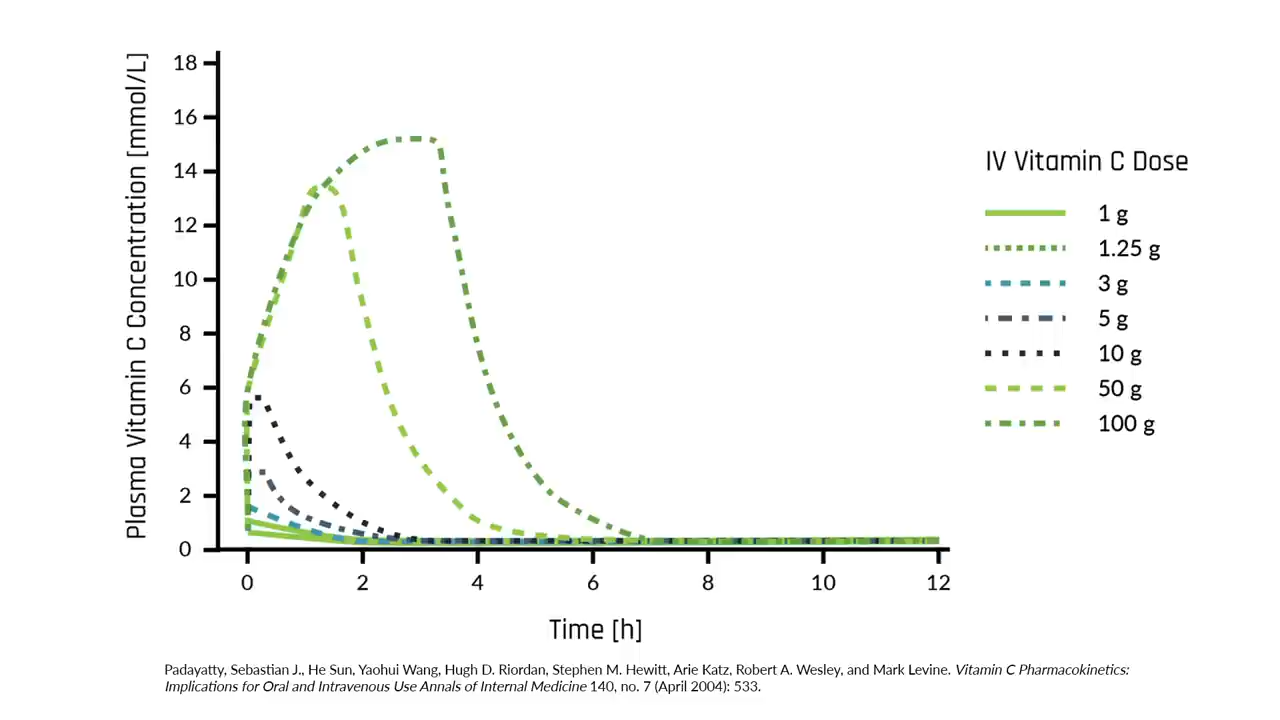 Plasma Vitamin C Concentration [mmol/L]
18
16
14
12
10
8
6
4
2
0
0 2 4 6 8 10 12
Time [h]
IV Vitamin C Dose
1 g
1.25 g
3 g
5 g
10 g
50 g
100 g
Padayatty, Sebastian J., He Sun, Yaohui Wang, Hugh D. Riordan, Stephen M. Hewitt, Arie Katz, Robert A. Wesley, and Mark Levine. Vitamin C Pharmacokinetics:
Implications for Oral and Intravenous Use Annals of Internal Medicine 140, no. 7 (April 2004): 533.